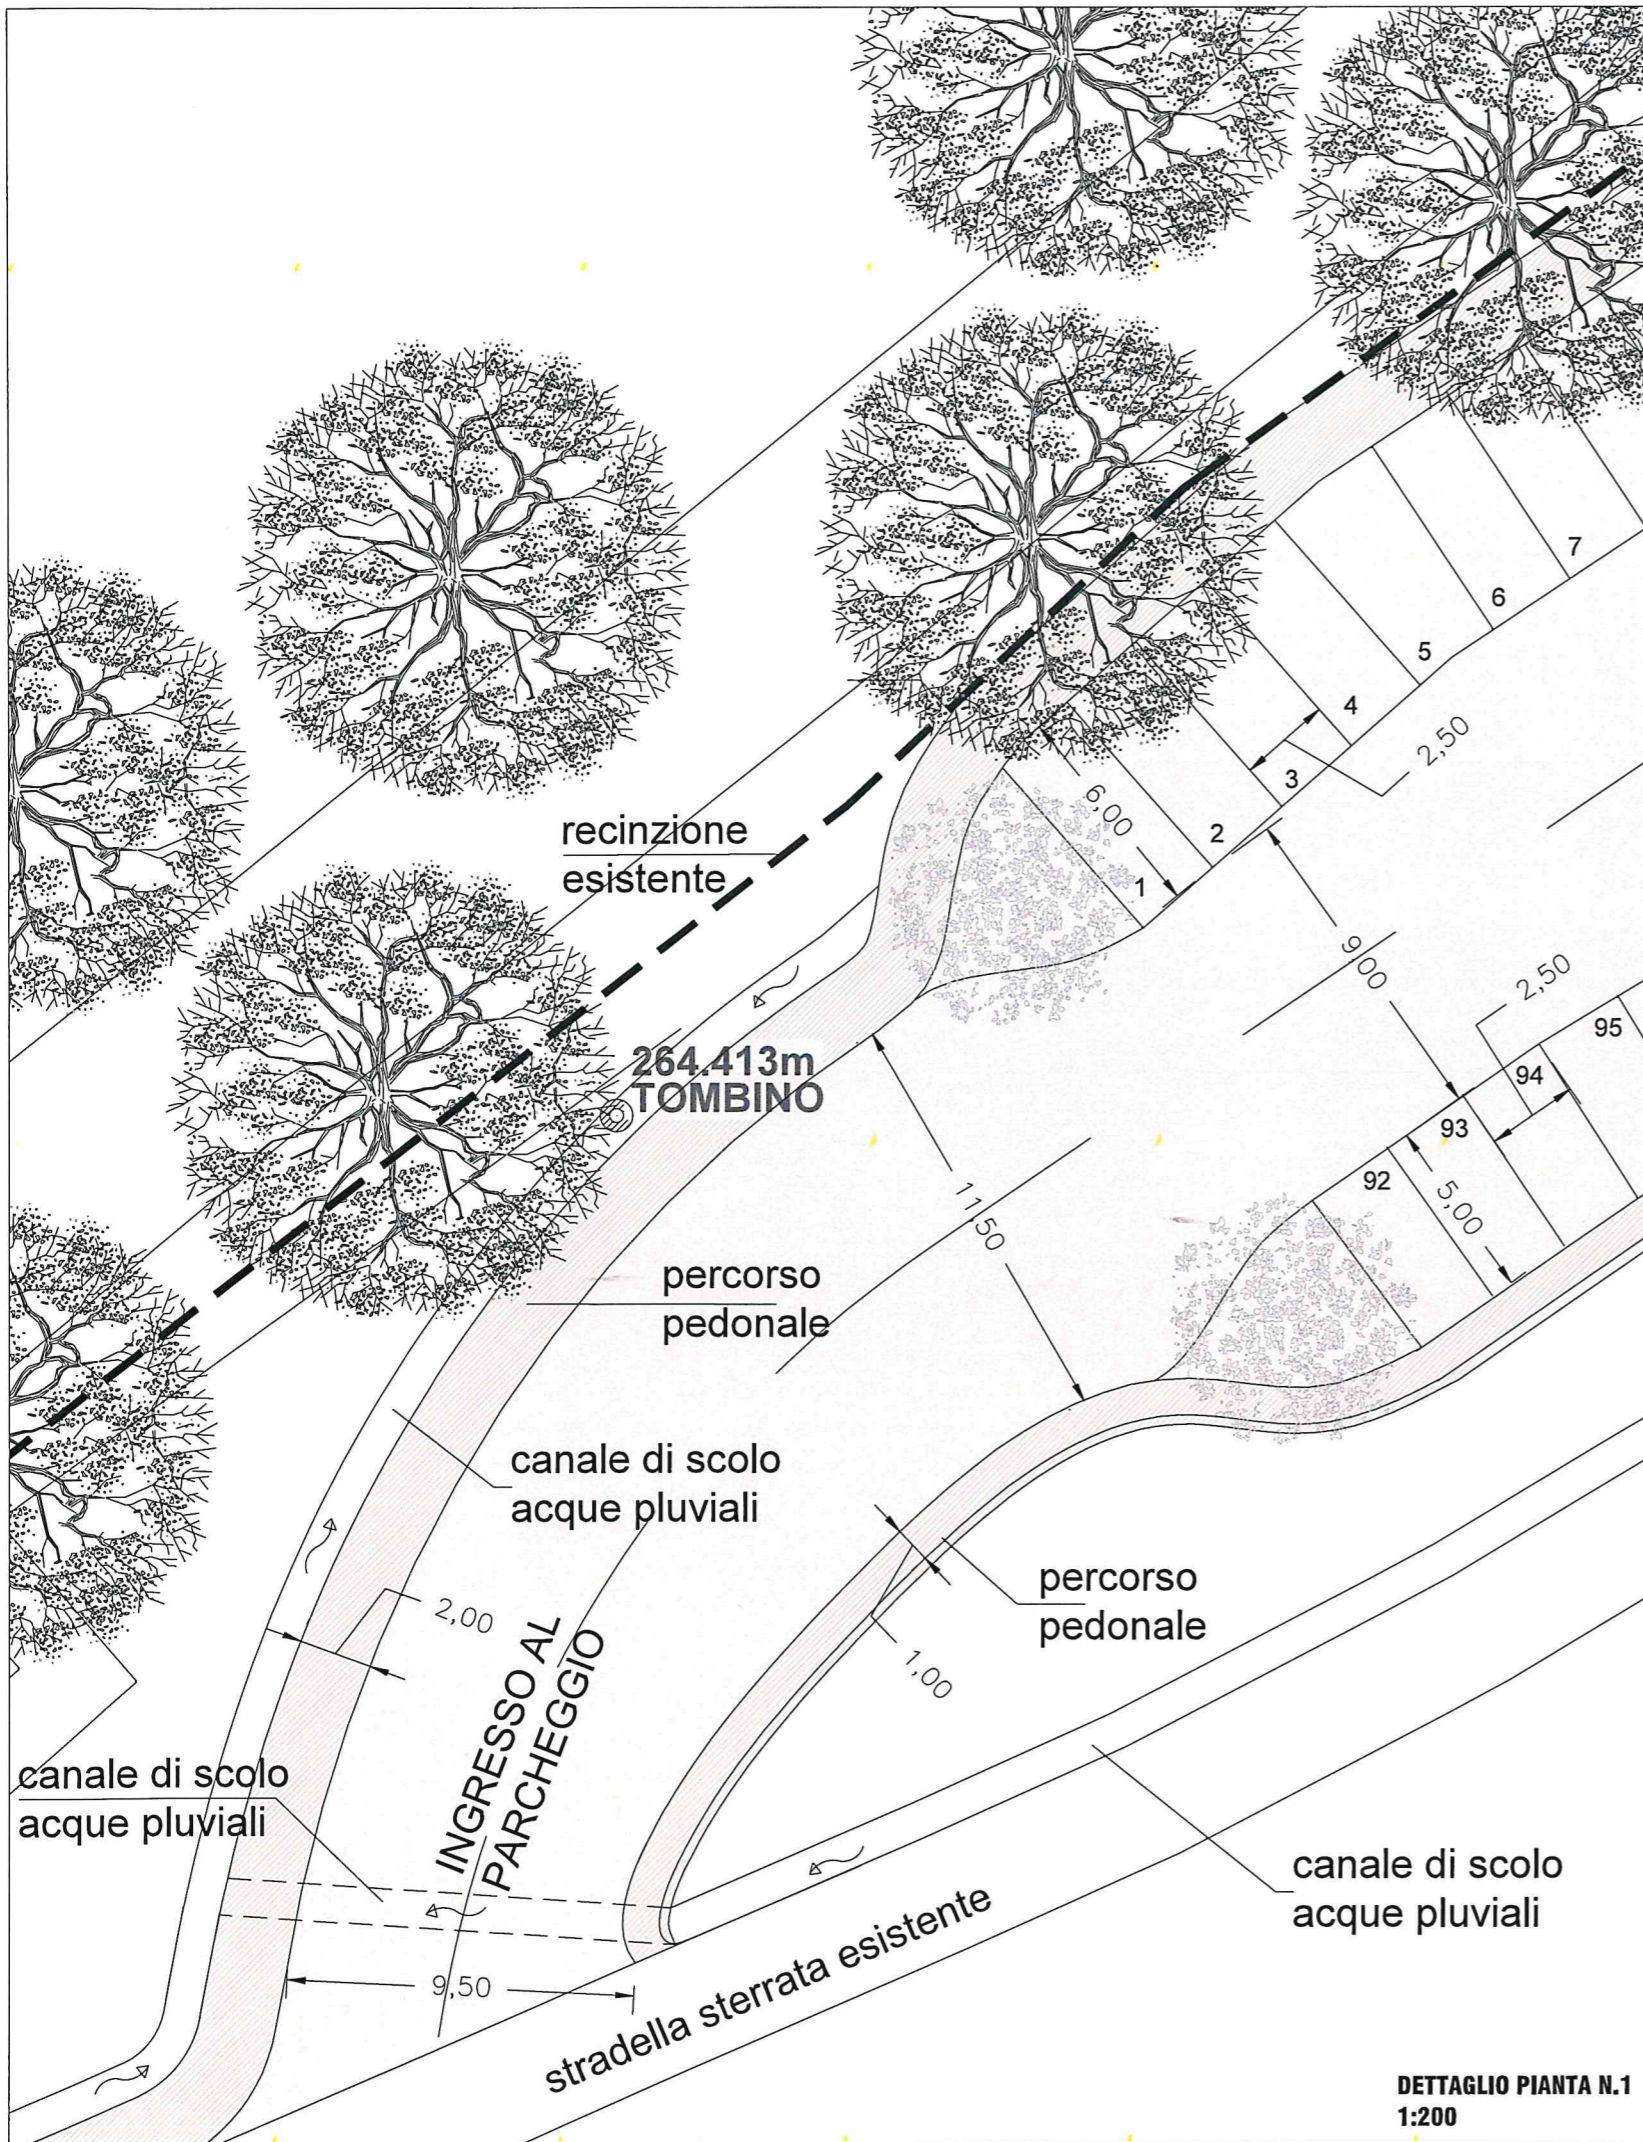 7
6
5
4
2,50
3
6,00
2
1
recinzione
esistente
9,00
2,50
95
94
93
92
5,00
264.413m
TOMBINO
11,50
percorso
pedonale
canale di scolo
acque pluviali
percorso
pedonale
2,00
1,00
INGRESSO AL
PARCHEGGIO
canale di scolo
acque pluviali
canale di scolo
acque pluviali
9,50
stradella sterrata esistente
DETTAGLIO PIANTA N.1
1:200